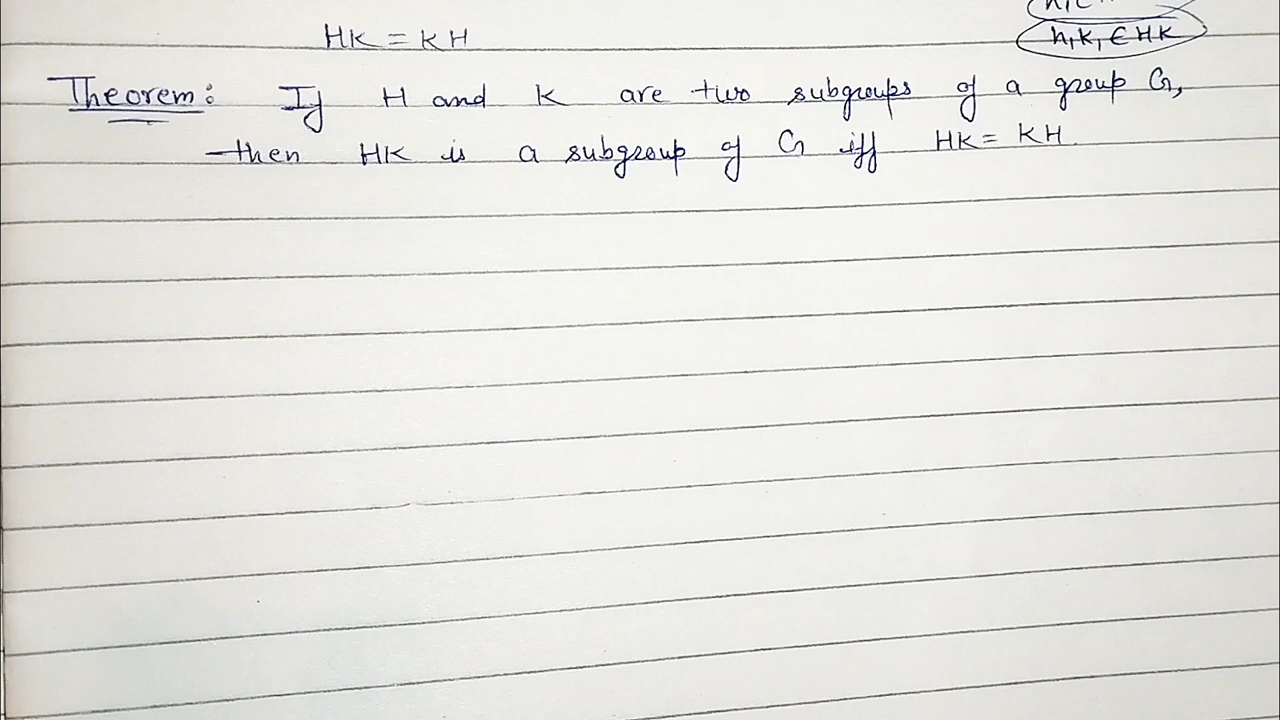 HK = KH
h₁k₁ ∈ HK
Theorem: If H and K are two subgroups of a group G,
then HK is a subgroup of G iff HK = KH.